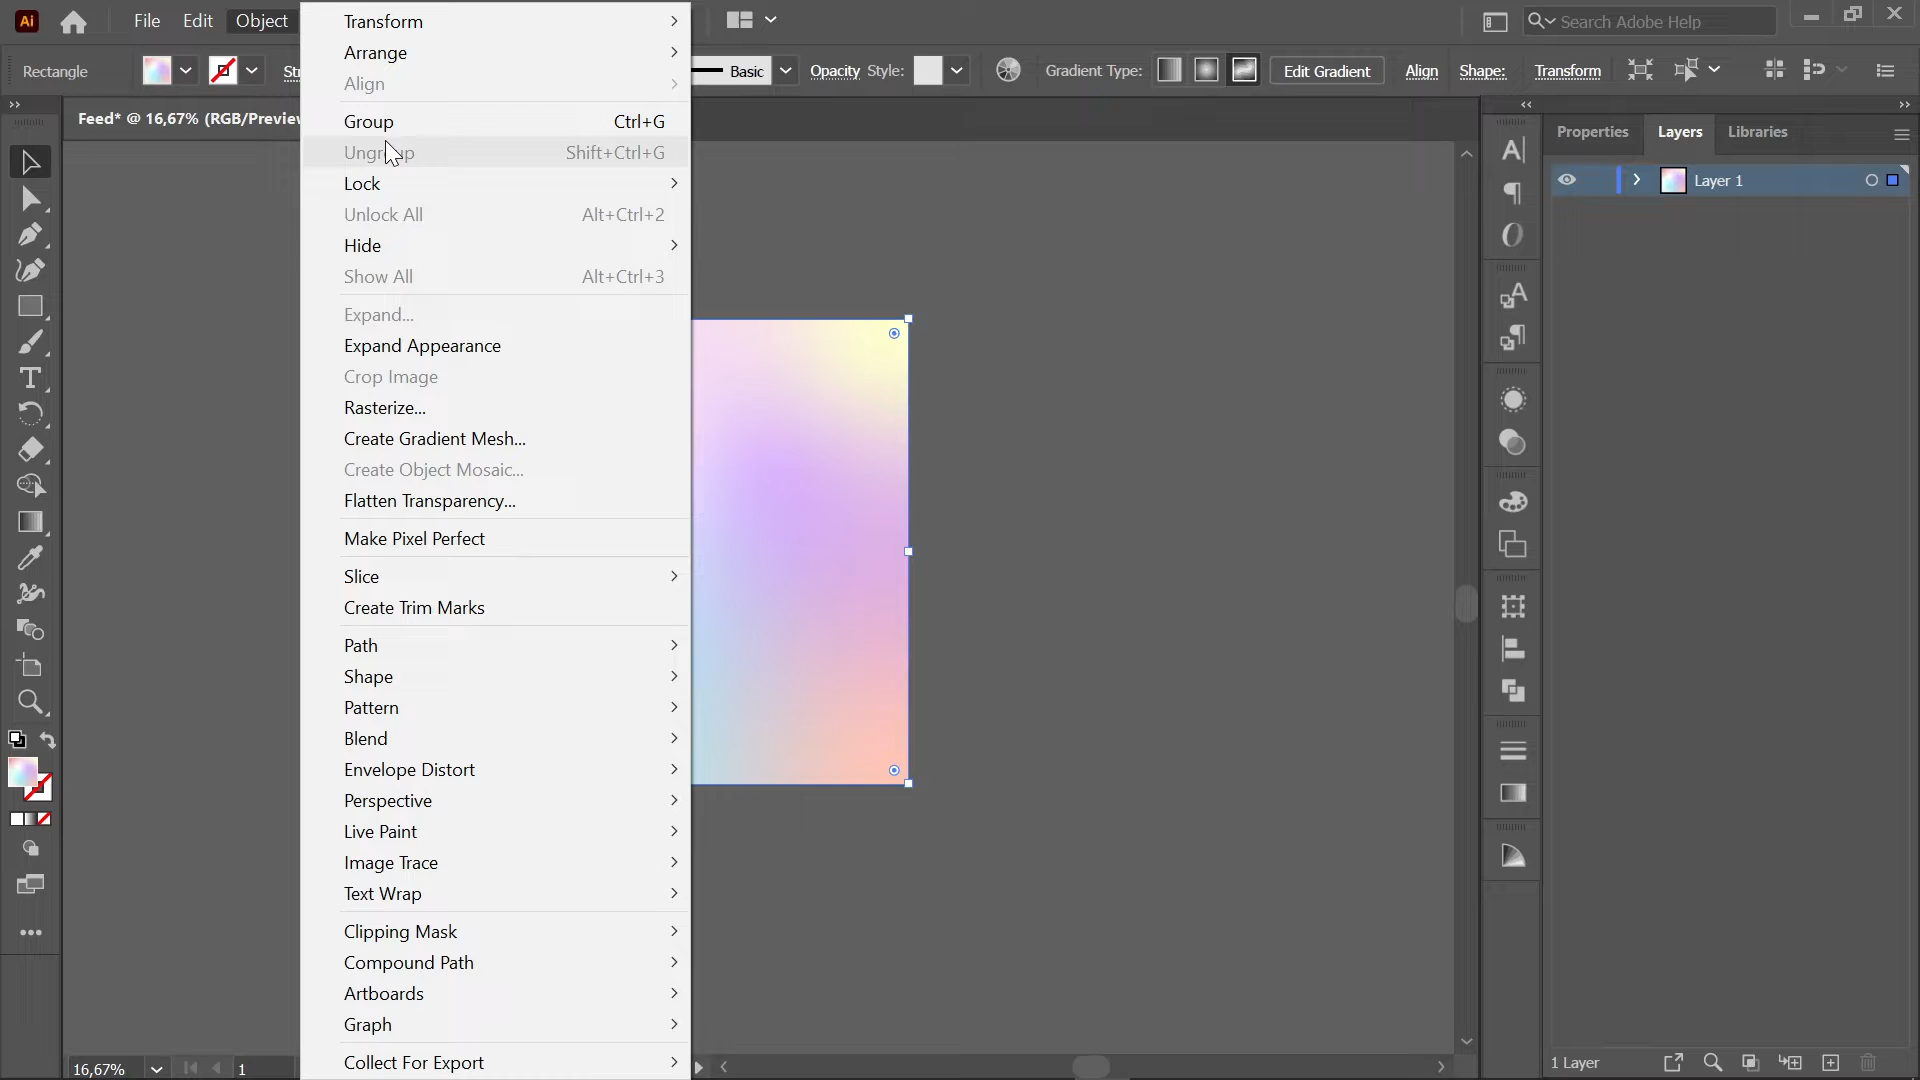 Ai
File
Edit
Object
Search Adobe Help
Rectangle
Basic
Opacity
Style:
Gradient Type:
Edit Gradient
Align
Shape:
Transform
Feed* @ 16,67% (RGB/Preview
Transform
Arrange
Align
Group Ctrl+G
Ungroup Shift+Ctrl+G
Lock
Unlock All Alt+Ctrl+2
Hide
Show All Alt+Ctrl+3
Expand...
Expand Appearance
Crop Image
Rasterize...
Create Gradient Mesh...
Create Object Mosaic...
Flatten Transparency...
Make Pixel Perfect
Slice
Create Trim Marks
Path
Shape
Pattern
Blend
Envelope Distort
Perspective
Live Paint
Image Trace
Text Wrap
Clipping Mask
Compound Path
Artboards
Graph
Collect For Export
Properties
Layers
Libraries
Layer 1
16,67%
1
1 Layer